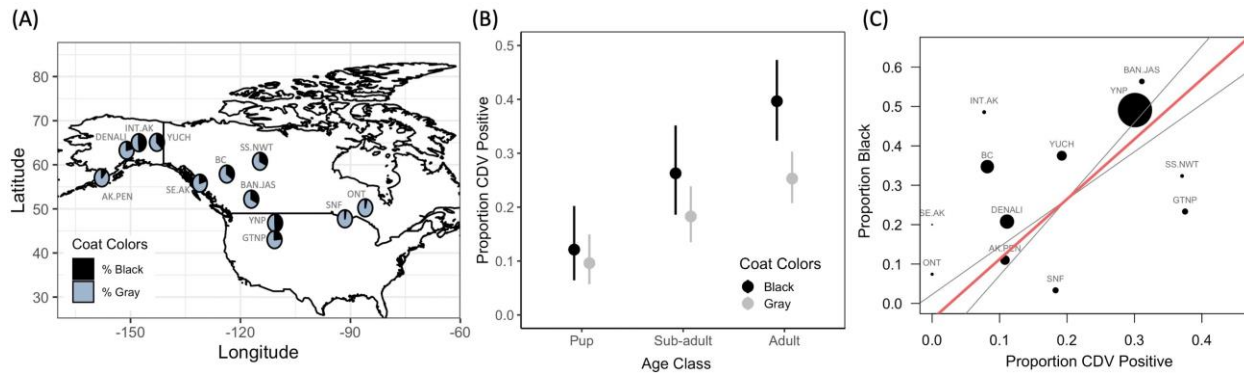 (A)
80
70
60
50
40
30
Latitude
-150
-120
-90
-60
Longitude
INT.AK
DENALI
YUCH
SS.NWT
BC
AK.PEN
SE.AK
BAN.JAS
ONT
SNF
YNP
GTNP
Coat Colors
% Black
% Gray
(B)
Proportion CDV Positive
0.5
0.4
0.3
0.2
0.1
0.0
Pup
Sub-adult
Adult
Age Class
Coat Colors
Black
Gray
(C)
Proportion Black
0.6
0.5
0.4
0.3
0.2
0.1
0.0
0.0
0.1
0.2
0.3
0.4
Proportion CDV Positive
BAN.JAS
YNP
INT.AK
YUCH
BC
SS.NWT
GTNP
SE.AK
DENALI
AK.PEN
ONT
SNF